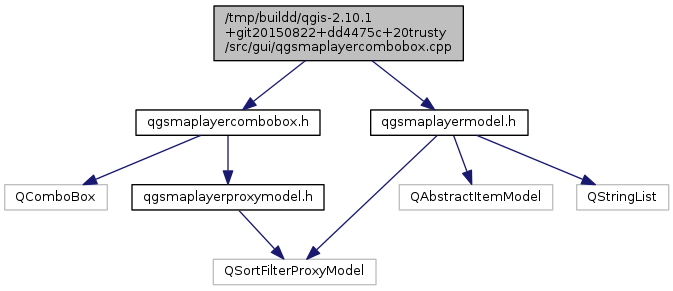 /tmp/buildd/qgis-2.10.1
+git20150822+dd4475c+20trusty
/src/gui/qgsmaplayercombobox.cpp
qgsmaplayercombobox.h
qgsmaplayermodel.h
QComboBox
qgsmaplayerproxymodel.h
QAbstractItemModel
QStringList
QSortFilterProxyModel